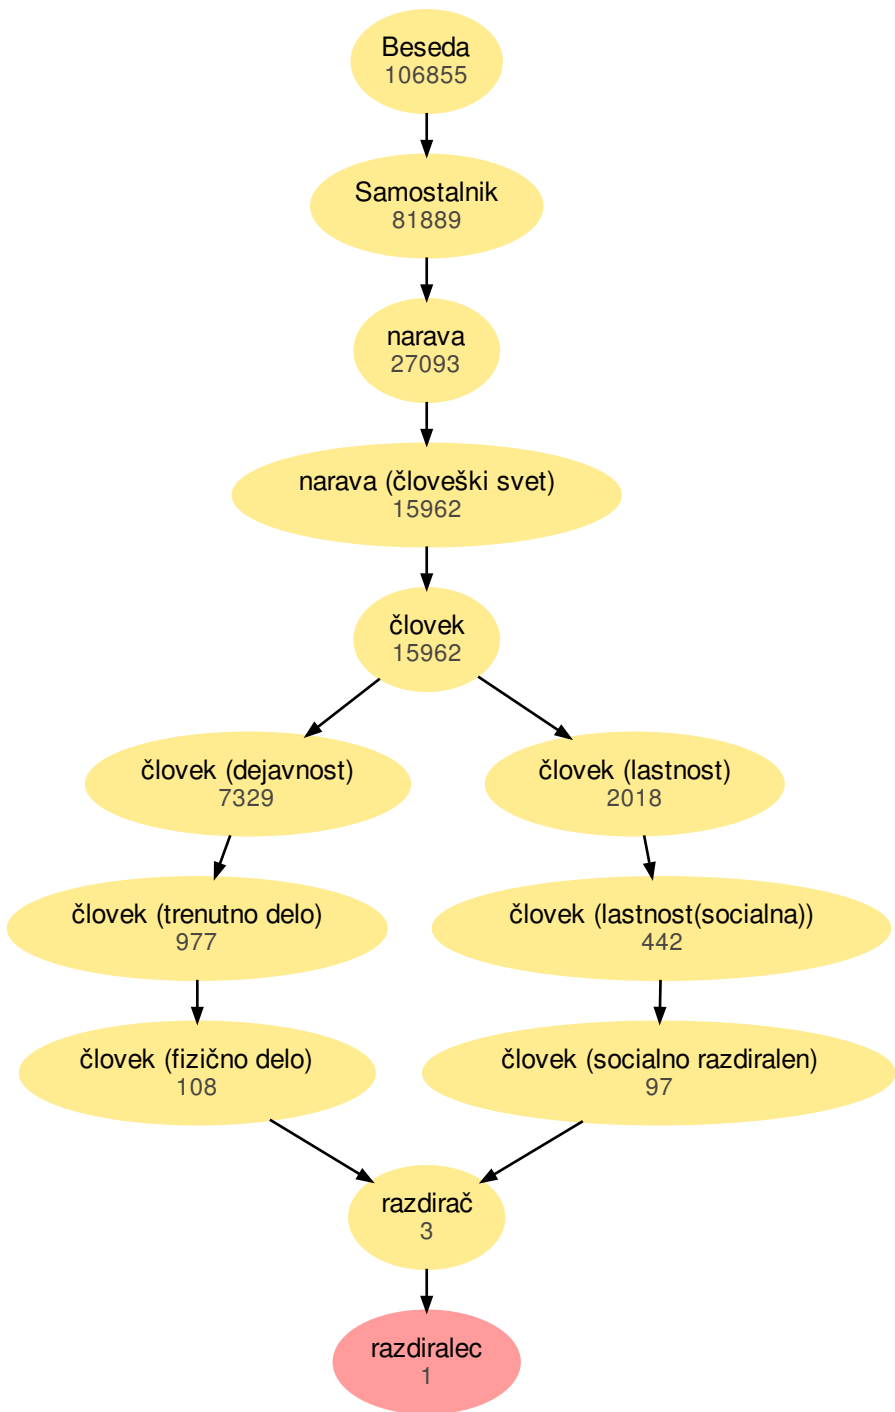 Beseda
106855
Samostalnik
81889
narava
27093
narava (človeški svet)
15962
človek
15962
človek (dejavnost)
7329
človek (lastnost)
2018
človek (trenutno delo)
977
človek (lastnost(socialna))
442
človek (fizično delo)
108
človek (socialno razdiralen)
97
razdirač
3
razdiralec
1